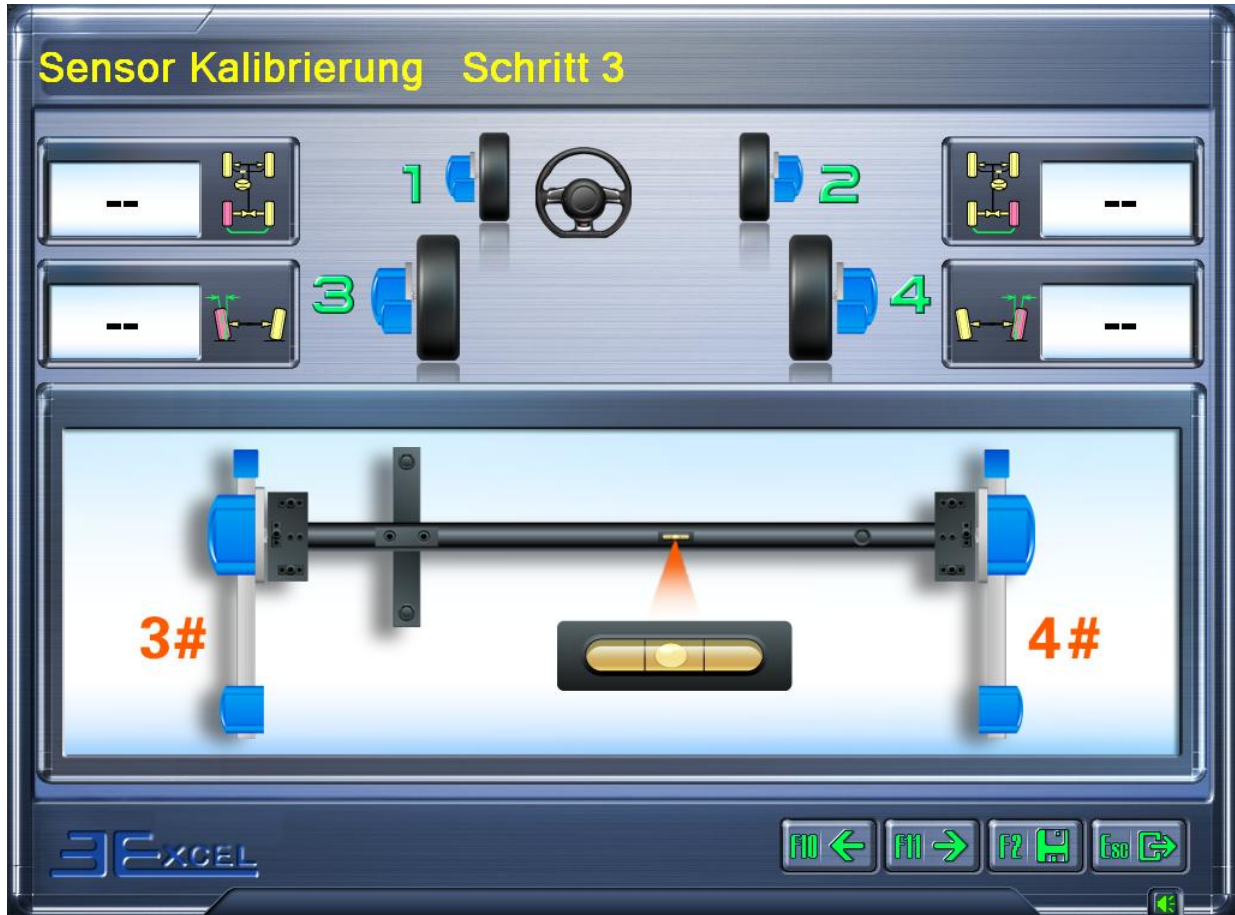 Sensor Kalibrierung Schritt 3
1
2
--
--
3
4
--
--
3#
4#
EXCEL
F10
F11
F2
Esc